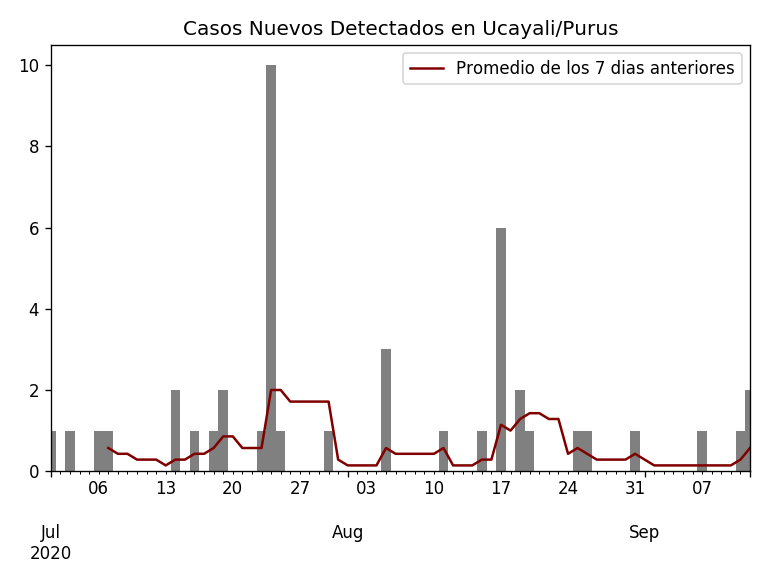 Casos Nuevos Detectados en Ucayali/Purus
Promedio de los 7 dias anteriores
10
8
6
4
2
0
06 13 20 27 03 10 17 24 31 07
Jul Aug Sep
2020